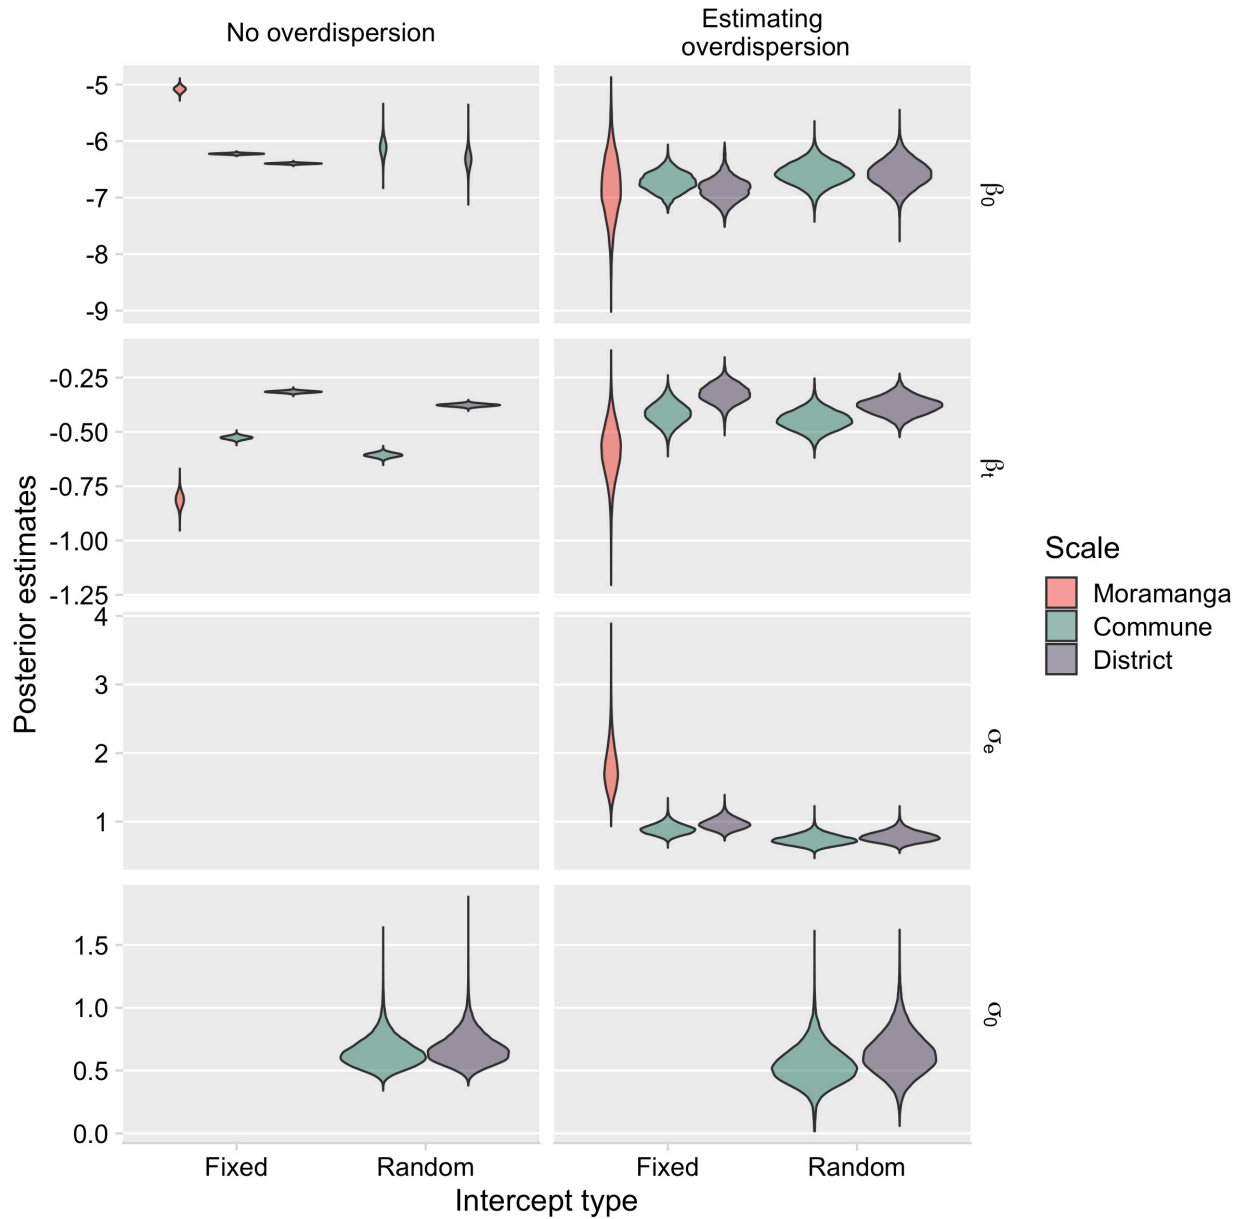 No overdispersion
Estimating
overdispersion
-5
-6
-7
-8
-9
β0
-0.25
-0.50
-0.75
-1.00
-1.25
βt
4
3
2
1
σe
1.5
1.0
0.5
0.0
σ0
Posterior estimates
Fixed
Random
Fixed
Random
Intercept type
Scale
Moramanga
Commune
District